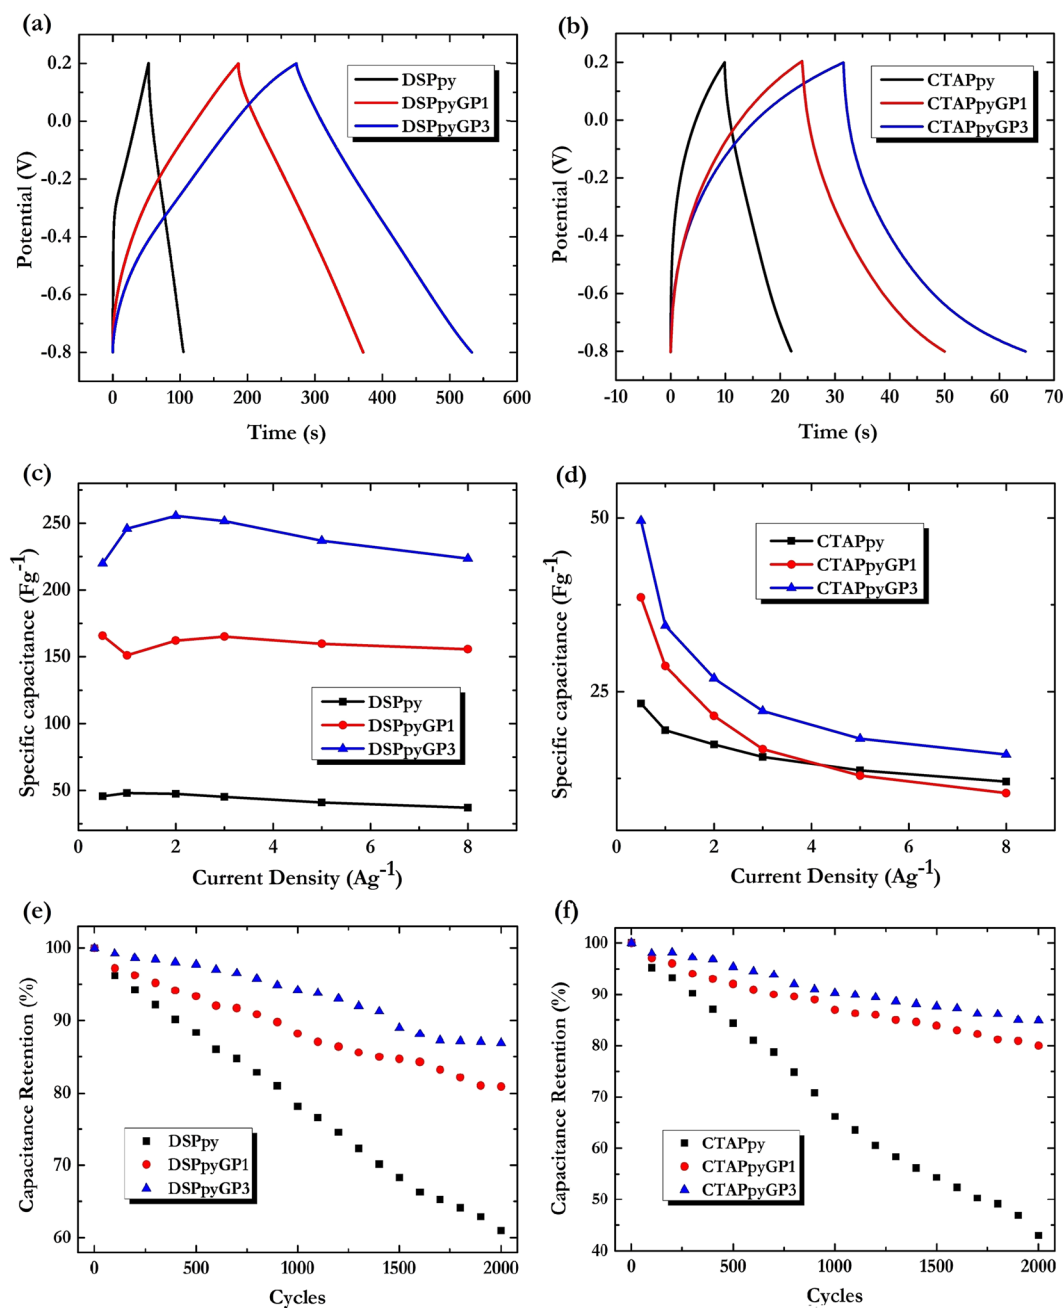 (a)
0.2
0.0
-0.2
-0.4
-0.6
-0.8
Potential (V)
DSPpy
DSPpyGP1
DSPpyGP3
0 100 200 300 400 500 600
Time (s)
(b)
0.2
0.0
-0.2
-0.4
-0.6
-0.8
Potential (V)
CTAPpy
CTAPpyGP1
CTAPpyGP3
-10 0 10 20 30 40 50 60 70
Time (s)
(c)
250
200
150
100
50
Specific capacitance (Fg-1)
DSPpy
DSPpyGP1
DSPpyGP3
0 2 4 6 8
Current Density (Ag-1)
(d)
50
25
Specific capacitance (Fg-1)
CTAPpy
CTAPpyGP1
CTAPpyGP3
0 2 4 6 8
Current Density (Ag-1)
(e)
100
90
80
70
60
Capacitance Retention (%)
DSPpy
DSPpyGP1
DSPpyGP3
0 500 1000 1500 2000
Cycles
(f)
100
90
80
70
60
50
40
Capacitance Retention (%)
CTAPpy
CTAPpyGP1
CTAPpyGP3
0 500 1000 1500 2000
Cycles